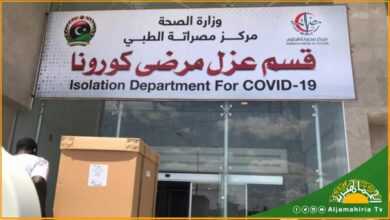 وزارة الصحة
مركز مصراتة الطبي
قسم عزل مرضى كورونا
Isolation Department For COVID-19
Aljamahiria Tv